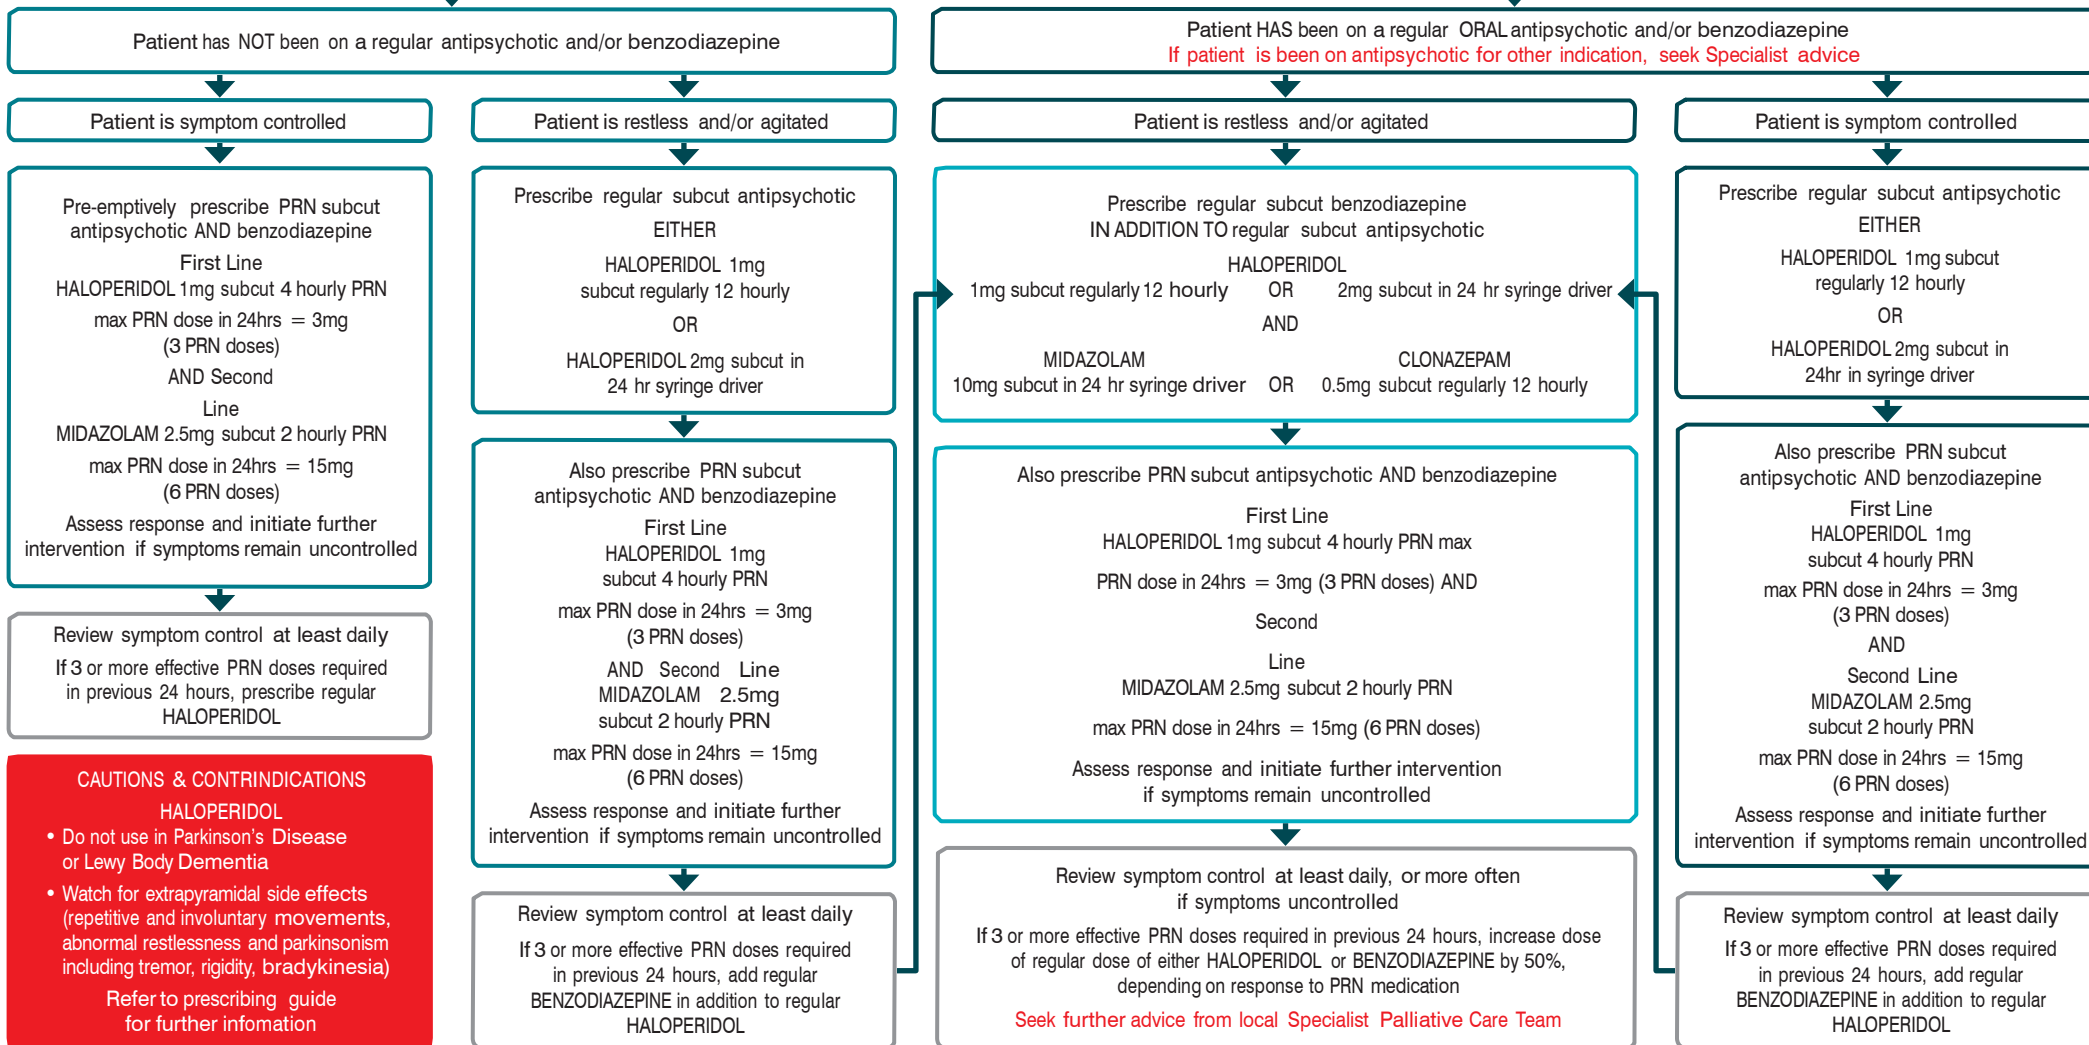 Patient has NOT been on a regular antipsychotic and/or benzodiazepine
Patient is symptom controlled
Pre-emptively prescribe PRN subcut
antipsychotic AND benzodiazepine
First Line
HALOPERIDOL 1mg subcut 4 hourly PRN
max PRN dose in 24hrs = 3mg
(3 PRN doses)
AND Second
Line
MIDAZOLAM 2.5mg subcut 2 hourly PRN
max PRN dose in 24hrs = 15mg
(6 PRN doses)
Assess response and initiate further
intervention if symptoms remain uncontrolled
Review symptom control at least daily
If 3 or more effective PRN doses required
in previous 24 hours, prescribe regular
HALOPERIDOL
CAUTIONS & CONTRINDICATIONS
HALOPERIDOL
• Do not use in Parkinson's Disease
or Lewy Body Dementia
• Watch for extrapyramidal side effects
(repetitive and involuntary movements,
abnormal restlessness and parkinsonism
including tremor, rigidity, bradykinesia)
Refer to prescribing guide
for further infomation
Patient is restless and/or agitated
Prescribe regular subcut antipsychotic
EITHER
HALOPERIDOL 1mg
subcut regularly 12 hourly
OR
HALOPERIDOL 2mg subcut in
24 hr syringe driver
Also prescribe PRN subcut
antipsychotic AND benzodiazepine
First Line
HALOPERIDOL 1mg
subcut 4 hourly PRN
max PRN dose in 24hrs = 3mg
(3 PRN doses)
AND Second Line
MIDAZOLAM 2.5mg
subcut 2 hourly PRN
max PRN dose in 24hrs = 15mg
(6 PRN doses)
Assess response and initiate further
intervention if symptoms remain uncontrolled
Review symptom control at least daily
If 3 or more effective PRN doses required
in previous 24 hours, add regular
BENZODIAZEPINE in addition to regular
HALOPERIDOL
Patient HAS been on a regular ORAL antipsychotic and/or benzodiazepine
If patient is been on antipsychotic for other indication, seek Specialist advice
Patient is restless and/or agitated
Prescribe regular subcut benzodiazepine
IN ADDITION TO regular subcut antipsychotic
HALOPERIDOL
1mg subcut regularly 12 hourly OR 2mg subcut in 24 hr syringe driver
AND
MIDAZOLAM CLONAZEPAM
10mg subcut in 24 hr syringe driver OR 0.5mg subcut regularly 12 hourly
Also prescribe PRN subcut antipsychotic AND benzodiazepine
First Line
HALOPERIDOL 1mg subcut 4 hourly PRN max
PRN dose in 24hrs = 3mg (3 PRN doses) AND
Second
Line
MIDAZOLAM 2.5mg subcut 2 hourly PRN
max PRN dose in 24hrs = 15mg (6 PRN doses)
Assess response and initiate further intervention
if symptoms remain uncontrolled
Review symptom control at least daily, or more often
if symptoms uncontrolled
If 3 or more effective PRN doses required in previous 24 hours, increase dose
of regular dose of either HALOPERIDOL or BENZODIAZEPINE by 50%,
depending on response to PRN medication
Seek further advice from local Specialist Palliative Care Team
Patient is symptom controlled
Prescribe regular subcut antipsychotic
EITHER
HALOPERIDOL 1mg subcut
regularly 12 hourly
OR
HALOPERIDOL 2mg subcut in
24hr in syringe driver
Also prescribe PRN subcut
antipsychotic AND benzodiazepine
First Line
HALOPERIDOL 1mg
subcut 4 hourly PRN
max PRN dose in 24hrs = 3mg
(3 PRN doses)
AND
Second Line
MIDAZOLAM 2.5mg
subcut 2 hourly PRN
max PRN dose in 24hrs = 15mg
(6 PRN doses)
Assess response and initiate further
intervention if symptoms remain uncontrolled
Review symptom control at least daily
If 3 or more effective PRN doses required
in previous 24 hours, add regular
BENZODIAZEPINE in addition to regular
HALOPERIDOL